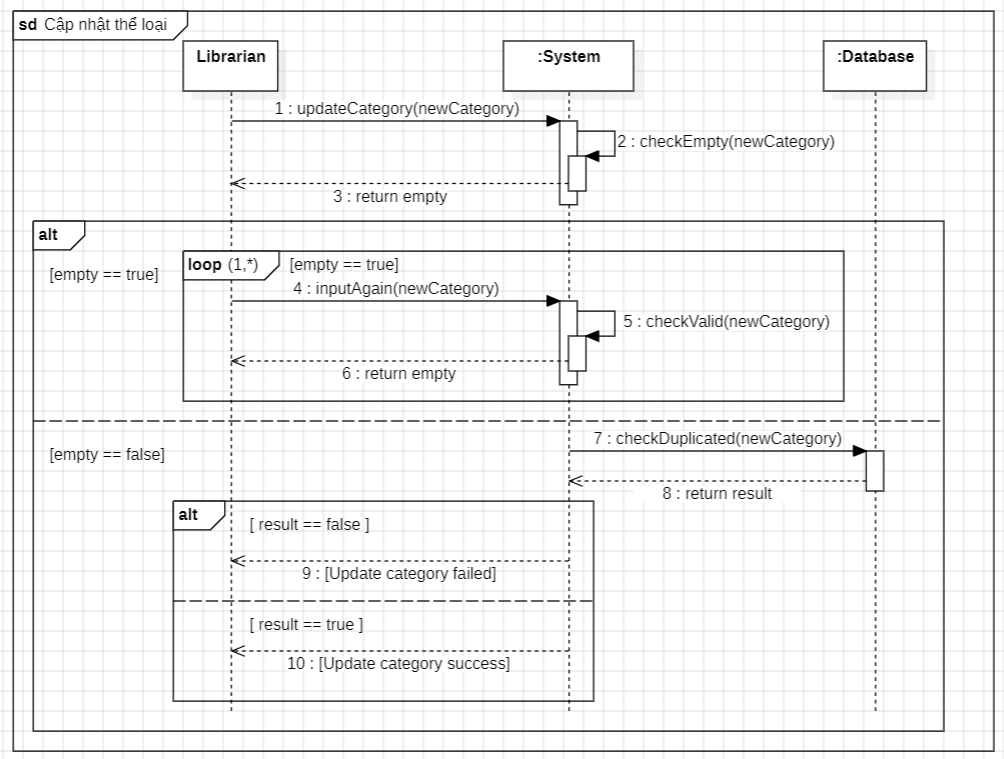 sd Cập nhật thể loại
Librarian
:System
:Database
1 : updateCategory(newCategory)
2 : checkEmpty(newCategory)
3 : return empty
alt
[empty == true]
loop (1,*) [empty == true]
4 : inputAgain(newCategory)
5 : checkValid(newCategory)
6 : return empty
[empty == false]
7 : checkDuplicated(newCategory)
8 : return result
alt
[ result == false ]
9 : [Update category failed]
[ result == true ]
10 : [Update category success]